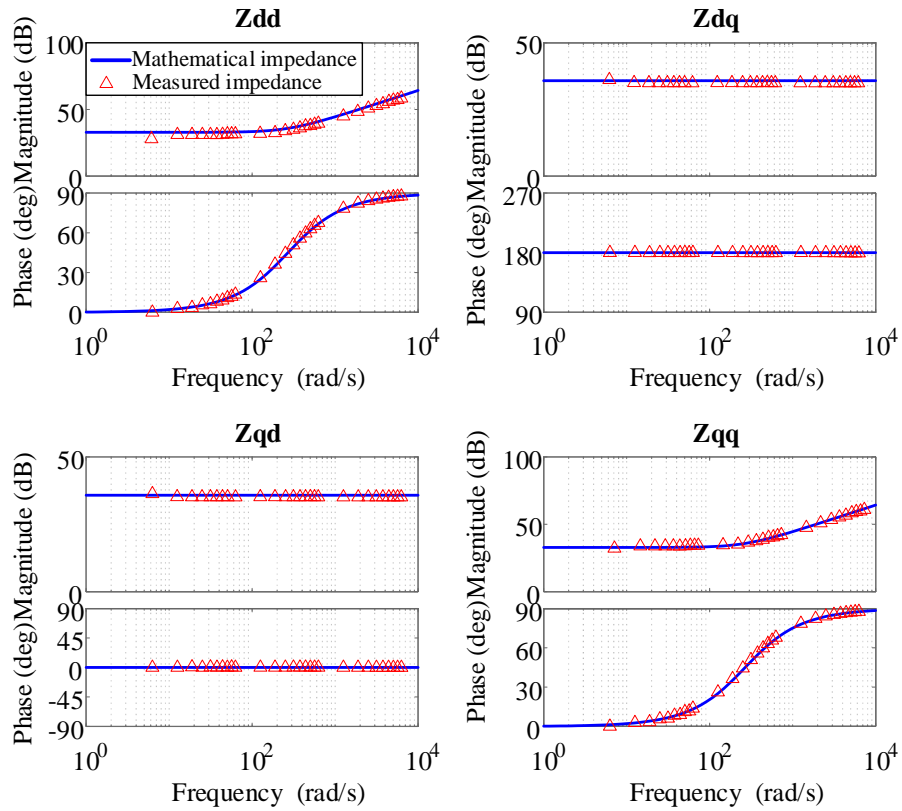 Zdd
100
50
0
Magnitude (dB)
Mathematical impedance
Measured impedance
90
60
30
0
Phase (deg)
10^0
10^2
10^4
Frequency (rad/s)
Zdq
50
0
Magnitude (dB)
270
180
90
Phase (deg)
10^0
10^2
10^4
Frequency (rad/s)
Zqd
50
0
Magnitude (dB)
90
45
0
-45
-90
Phase (deg)
10^0
10^2
10^4
Frequency (rad/s)
Zqq
100
50
0
Magnitude (dB)
90
60
30
0
Phase (deg)
10^0
10^2
10^4
Frequency (rad/s)